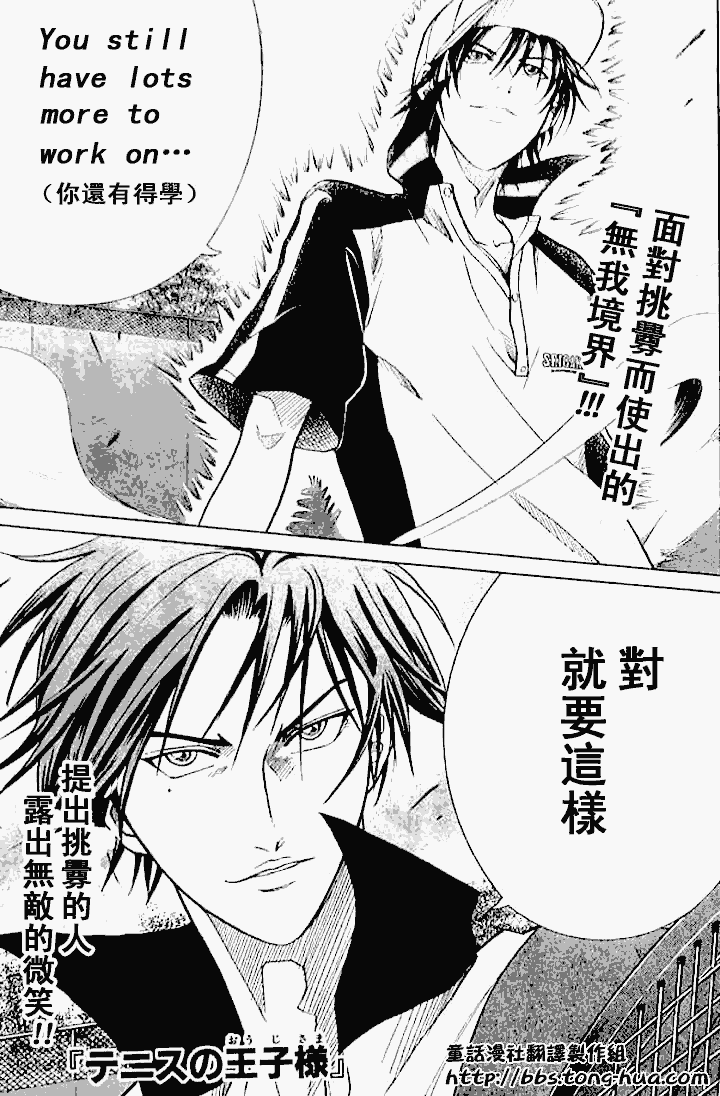 You still
have lots
more to
work on…
（你還有得學）
面對挑釁而使出的
『無我境界』!!!
SEIGAKU
對
就要這樣
提出挑釁的人
露出無敵的微笑!!
おうじさま
『テニスの王子様』
童話漫社翻譯製作組
http://bbs.tong-hua.com/